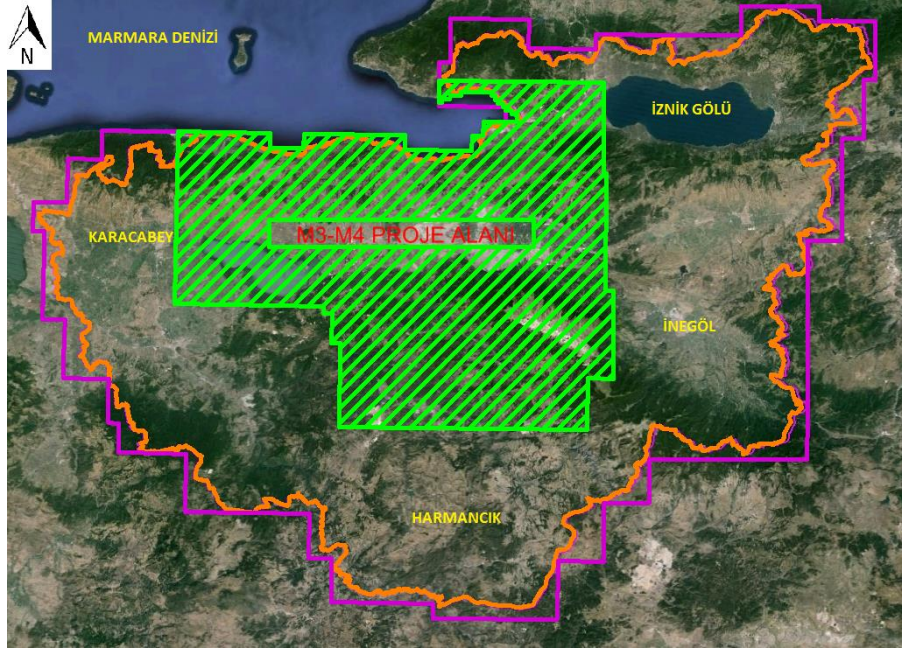 N
MARMARA DENİZİ
İZNİK GÖLÜ
KARACABEY
M3-M4 PROJE ALANI
İNEGÖL
HARMANCIK